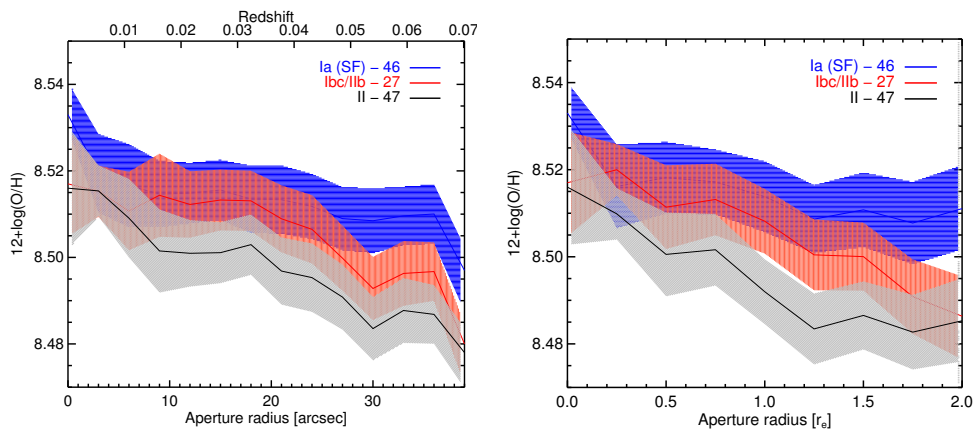 Redshift
0.01 0.02 0.03 0.04 0.05 0.06 0.07
8.54
8.52
8.50
8.48
12+log(O/H)
Ia (SF) − 46
Ibc/IIb − 27
II − 47
0 10 20 30
Aperture radius [arcsec]
8.54
8.52
8.50
8.48
12+log(O/H)
Ia (SF) − 46
Ibc/IIb − 27
II − 47
0.0 0.5 1.0 1.5 2.0
Aperture radius [rₑ]